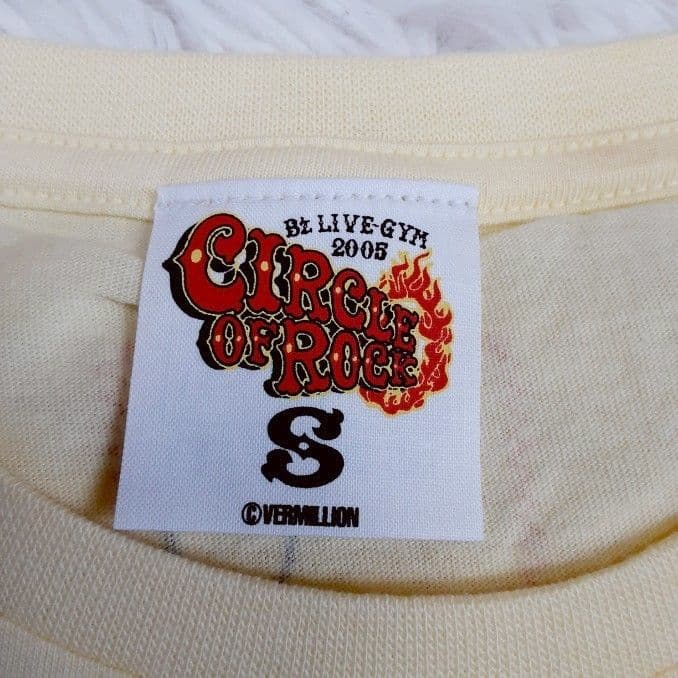 B'z LIVE-GYM
2005
CIRCLE
OF ROCK
S
©VERMILLION